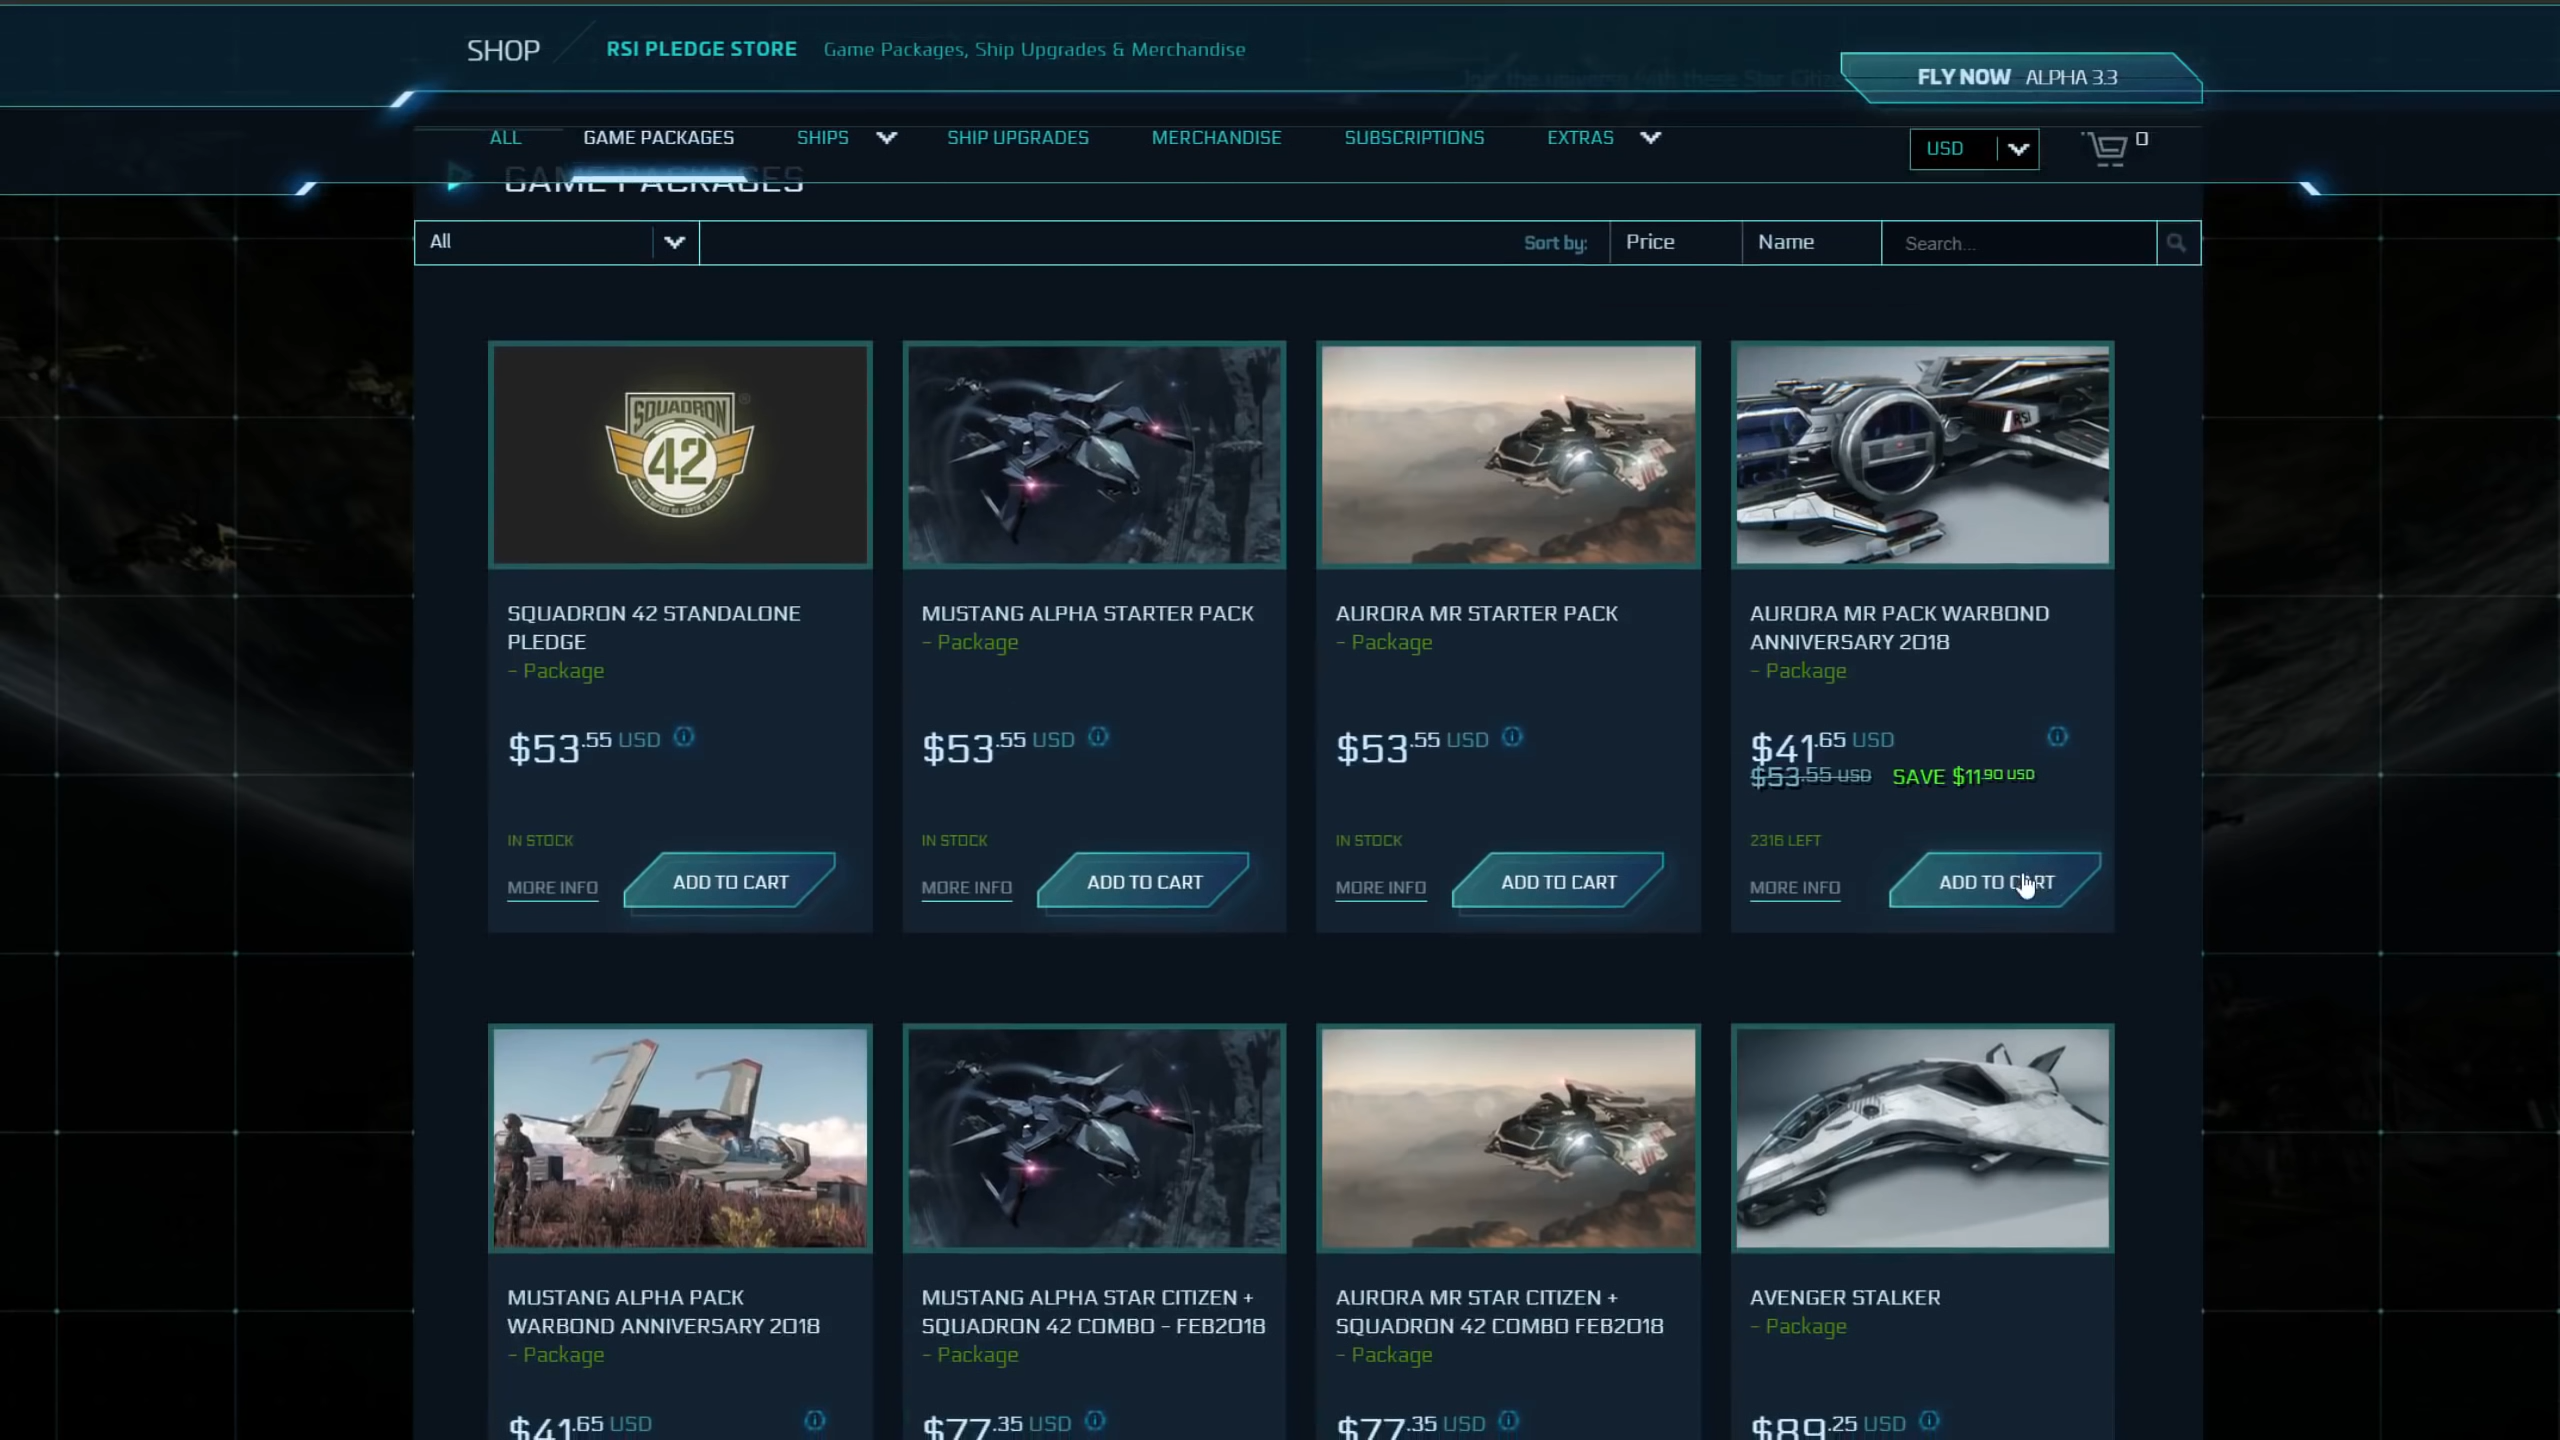 SHOP
RSI PLEDGE STORE
Game Packages, Ship Upgrades & Merchandise
FLY NOW ALPHA 3.3
ALL
GAME PACKAGES
SHIPS
SHIP UPGRADES
MERCHANDISE
SUBSCRIPTIONS
EXTRAS
USD
0
GAME PACKAGES
All
Sort by:
Price
Name
Search...
SQUADRON
42
RSI
SQUADRON 42 STANDALONE
PLEDGE
- Package
$53.55 USD
IN STOCK
MORE INFO
ADD TO CART
MUSTANG ALPHA STARTER PACK
- Package
$53.55 USD
IN STOCK
MORE INFO
ADD TO CART
AURORA MR STARTER PACK
- Package
$53.55 USD
IN STOCK
MORE INFO
ADD TO CART
AURORA MR PACK WARBOND
ANNIVERSARY 2018
- Package
$41.65 USD
$53.55 USD SAVE $11.90 USD
2316 LEFT
MORE INFO
ADD TO CART
MUSTANG ALPHA PACK
WARBOND ANNIVERSARY 2018
- Package
$41.65 USD
MUSTANG ALPHA STAR CITIZEN +
SQUADRON 42 COMBO - FEB2018
- Package
$77.35 USD
AURORA MR STAR CITIZEN +
SQUADRON 42 COMBO FEB2018
- Package
$77.35 USD
AVENGER STALKER
- Package
$89.25 USD